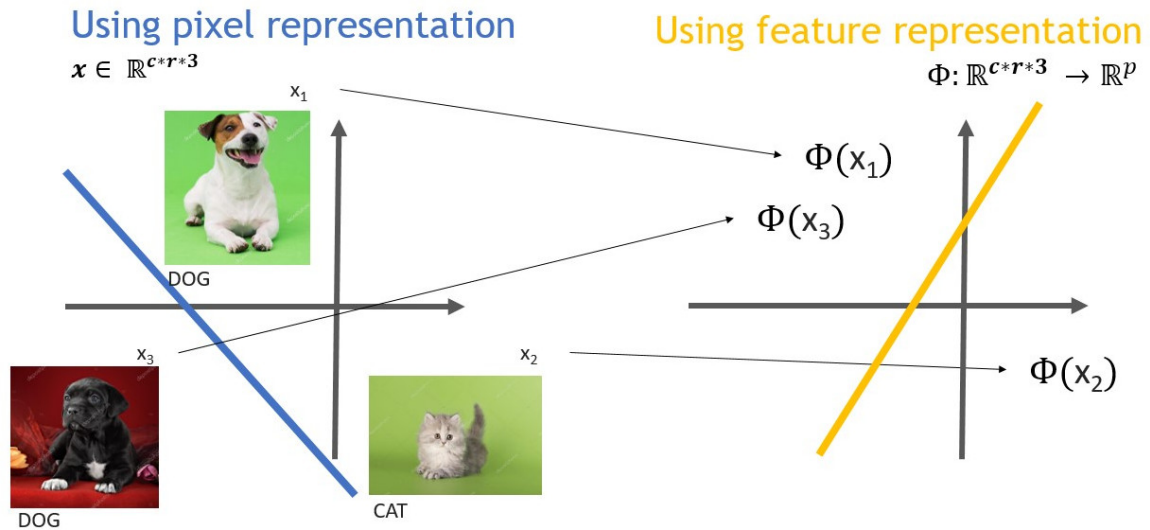 Using pixel representation
x ∈ ℝ^{c*r*3}
x₁
DOG
x₃
DOG
x₂
CAT
Using feature representation
Φ: ℝ^{c*r*3} → ℝ^p
Φ(x₁)
Φ(x₃)
Φ(x₂)